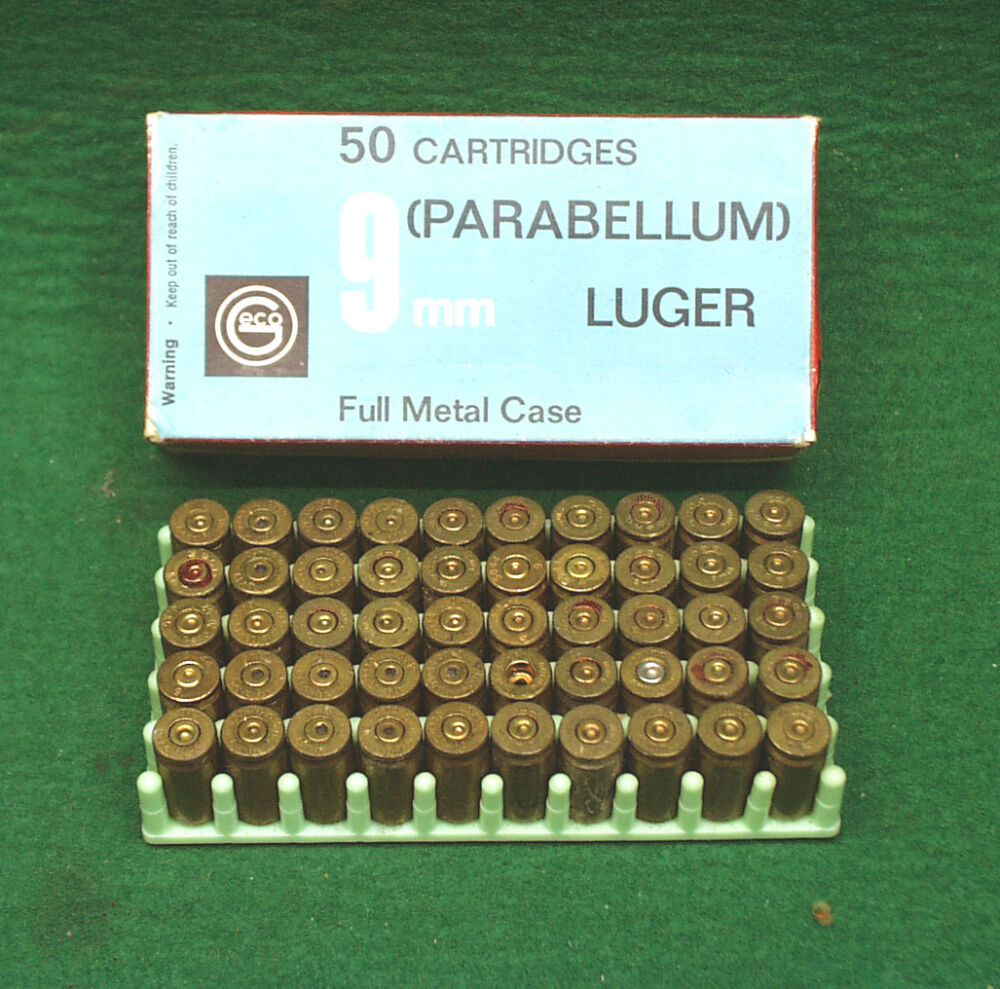 50 CARTRIDGES
9 mm (PARABELLUM)
LUGER
Full Metal Case
Geco
Warning • Keep out of reach of children.